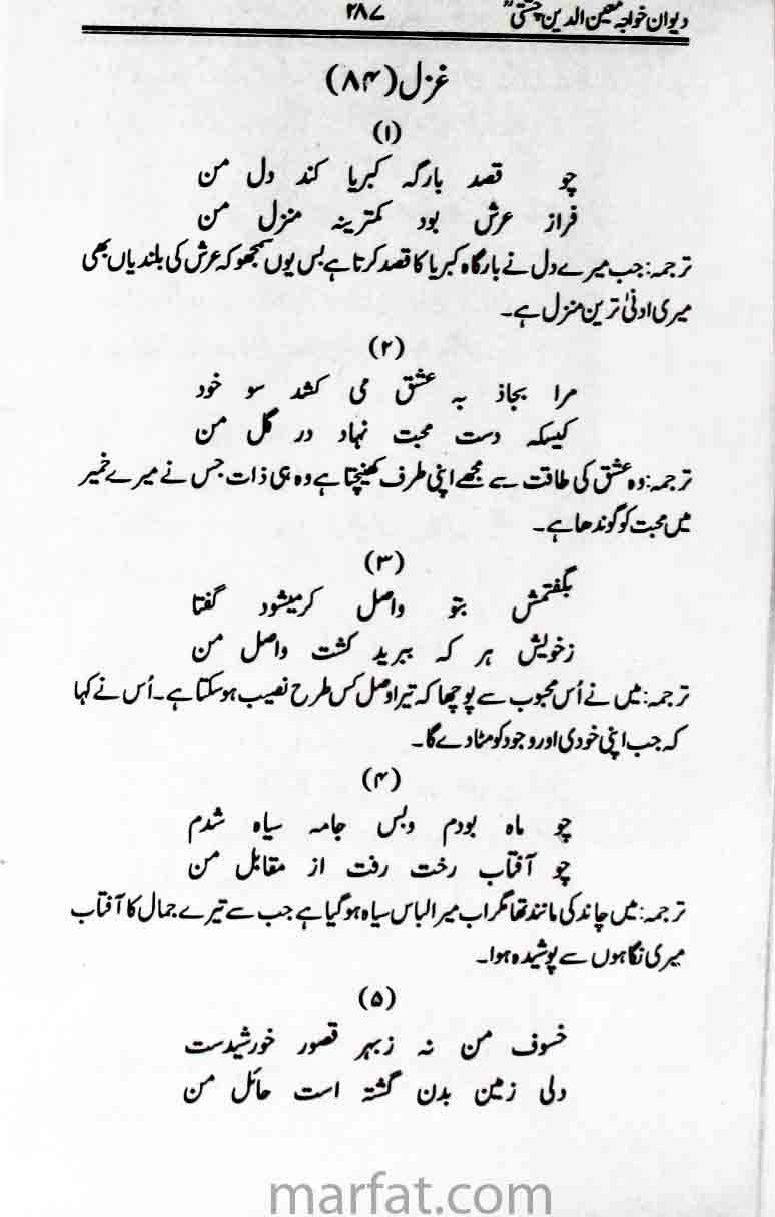 دیوان خواجہ معین الدین چشتیؒ ۲۸۷
غزل (۸۴)
(۱)
چو قصد بارگہ کبریا کند دل من
فراز عرش بود کمترینہ منزل من
ترجمہ: جب میرے دل نے بارگاہ کبریا کا قصد کرتا ہے بس یوں سمجھو کہ عرش کی بلندیاں بھی
میری ادنیٰ ترین منزل ہے۔
(۲)
مرا بجاذ بہ عشق می کشد سو خود
کیسکہ دست محبت نہاد در گل من
ترجمہ: وہ عشق کی طاقت سے مجھے اپنی طرف کھینچتا ہے وہ ہی ذات جس نے میرے خمیر
میں محبت کو گوندھا ہے۔
(۳)
بگفتمش بتو واصل کرمیشود گفتا
زخویش ہر کہ ببرید کشت واصل من
ترجمہ: میں نے اُس محبوب سے پوچھا کہ تیرا وصل کس طرح نصیب ہو سکتا ہے۔ اُس نے کہا
کہ جب اپنی خودی اور وجود کو مٹا دے گا۔
(۴)
چو ماہ بودم وبس جامہ سیاہ شدم
چو آفتاب رخت رفت از مقابل من
ترجمہ: میں چاند کی مانند تھا مگر اب میرا لباس سیاہ ہو گیا ہے جب سے تیرے جمال کا آفتاب
میری نگاہوں سے پوشیدہ ہوا۔
(۵)
خسوف من نہ زبہر قصور خورشیدست
ولی زمین بدن گشتہ است حائل من
marfat.com